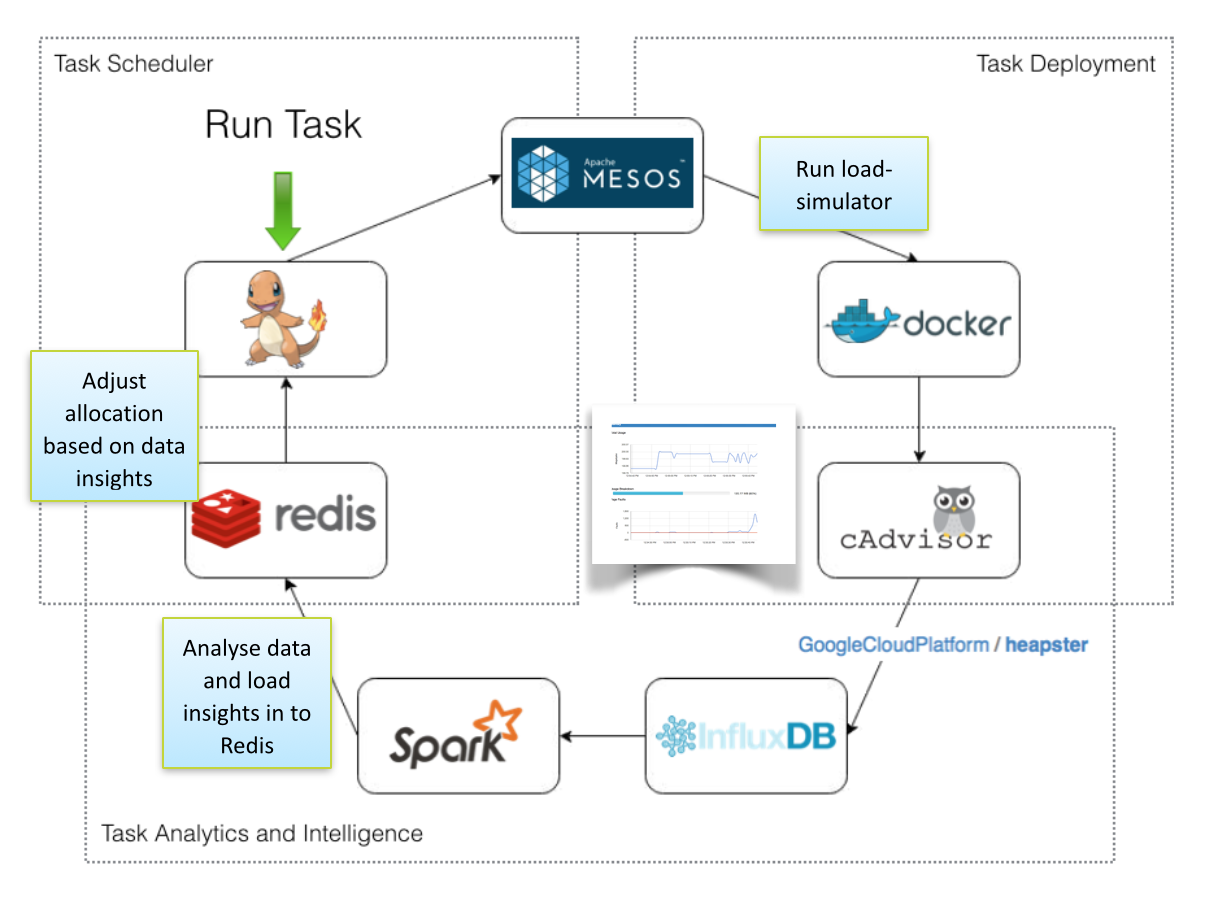 Task Scheduler
Task Deployment
Run Task
Apache
MESOS
™
Run load-
simulator
docker
Adjust
allocation
based on data
insights
redis
cAdvisor
GoogleCloudPlatform / heapster
Analyse data
and load
insights in to
Redis
Spark
InfluxDB
Task Analytics and Intelligence